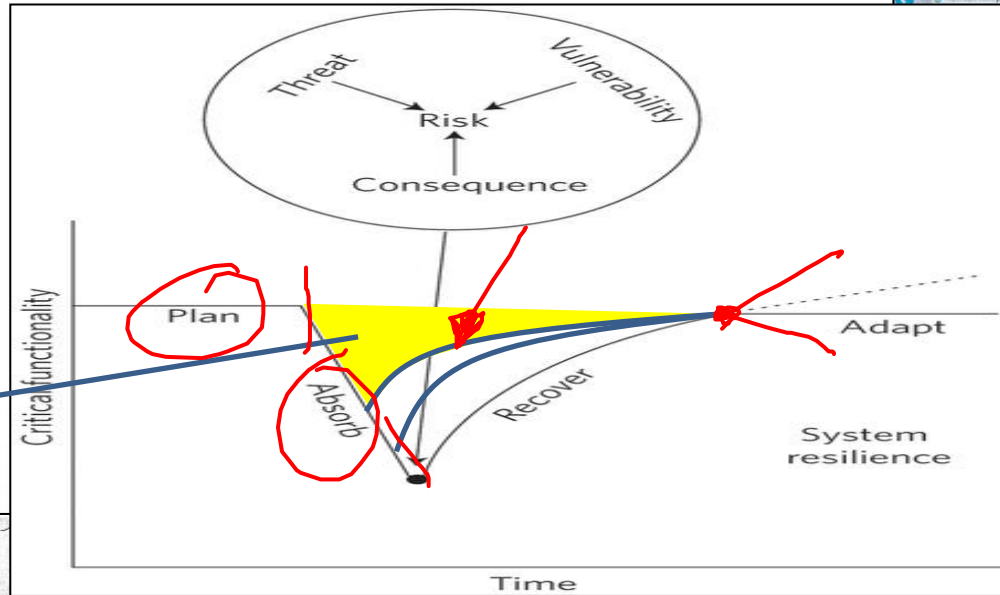 Threat
Vulnerability
Risk
Consequence
Critical functionality
Plan
Absorb
Recover
Adapt
System
resilience
Time